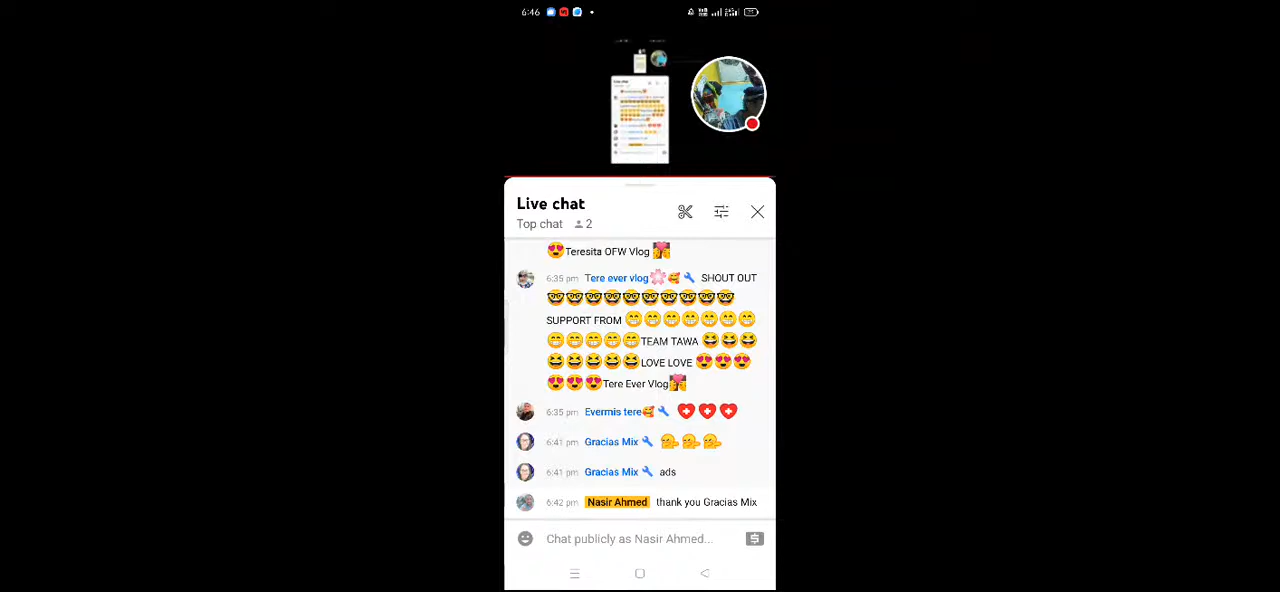 6:46
Live chat
Top chat 2
😍Teresita OFW Vlog
6:35 pm Tere ever vlog🌸🥰🔧 SHOUT OUT
🤓🤓🤓🤓🤓🤓🤓🤓🤓🤓
SUPPORT FROM 😁😁😁😁😁😁😁
😁😁😁😁😁TEAM TAWA 😆😆😆
😆😆😆😆😆LOVE LOVE 😍😍😍
😍😍😍Tere Ever Vlog
6:35 pm Evermis tere🥰🔧
6:41 pm Gracias Mix 🔧
6:41 pm Gracias Mix 🔧 ads
6:42 pm Nasir Ahmed thank you Gracias Mix
Chat publicly as Nasir Ahmed...